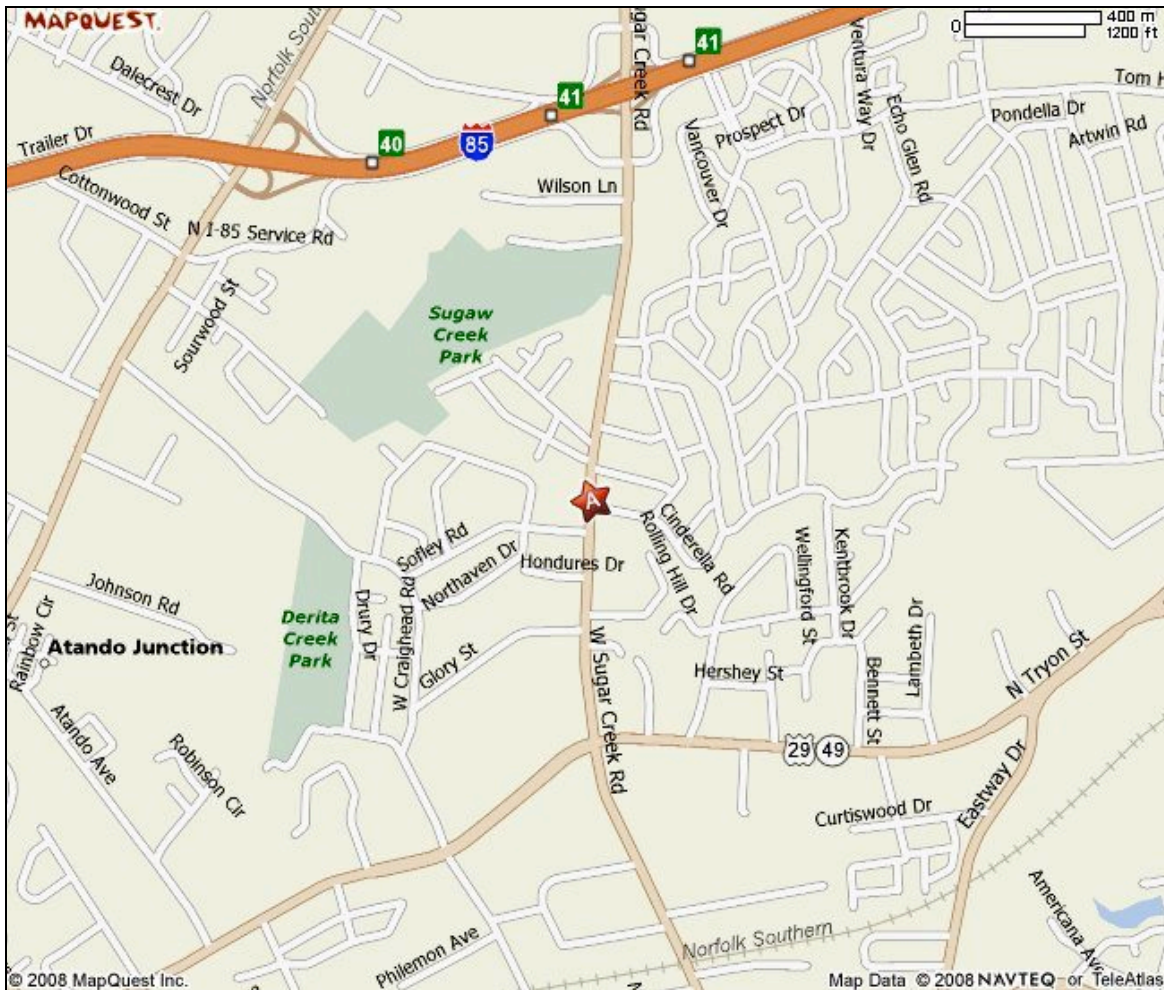 MAPQUEST.
400 m
0
1200 ft
41
41
40
85
Sugar Creek Rd
Norfolk Southern
Dalecrest Dr
Trailer Dr
Ventura Way Dr
Echo Glen Rd
Tom H
Pondella Dr
Artwin Rd
Prospect Dr
Vancouver Dr
Wilson Ln
Cottonwood St
N I-85 Service Rd
Sourwood St
Sugaw
Creek
Park
A
Cinderella Rd
Rolling Hill Dr
Sofley Rd
Northaven Dr
Hondures Dr
Wellingford St
Kentbrook Dr
Johnson Rd
Rainbow Cir
St
Atando Junction
Derita
Creek
Park
Drury Dr
W Craighead Rd
Glory St
W Sugar Creek Rd
Hershey St
Bennett St
Lambeth Dr
N Tryon St
Atando Ave
Robinson Cir
29
49
Curtiswood Dr
Eastway Dr
Americana Ave
Norfolk Southern
Philemon Ave
© 2008 MapQuest Inc.
Map Data © 2008 NAVTEQ or TeleAtlas